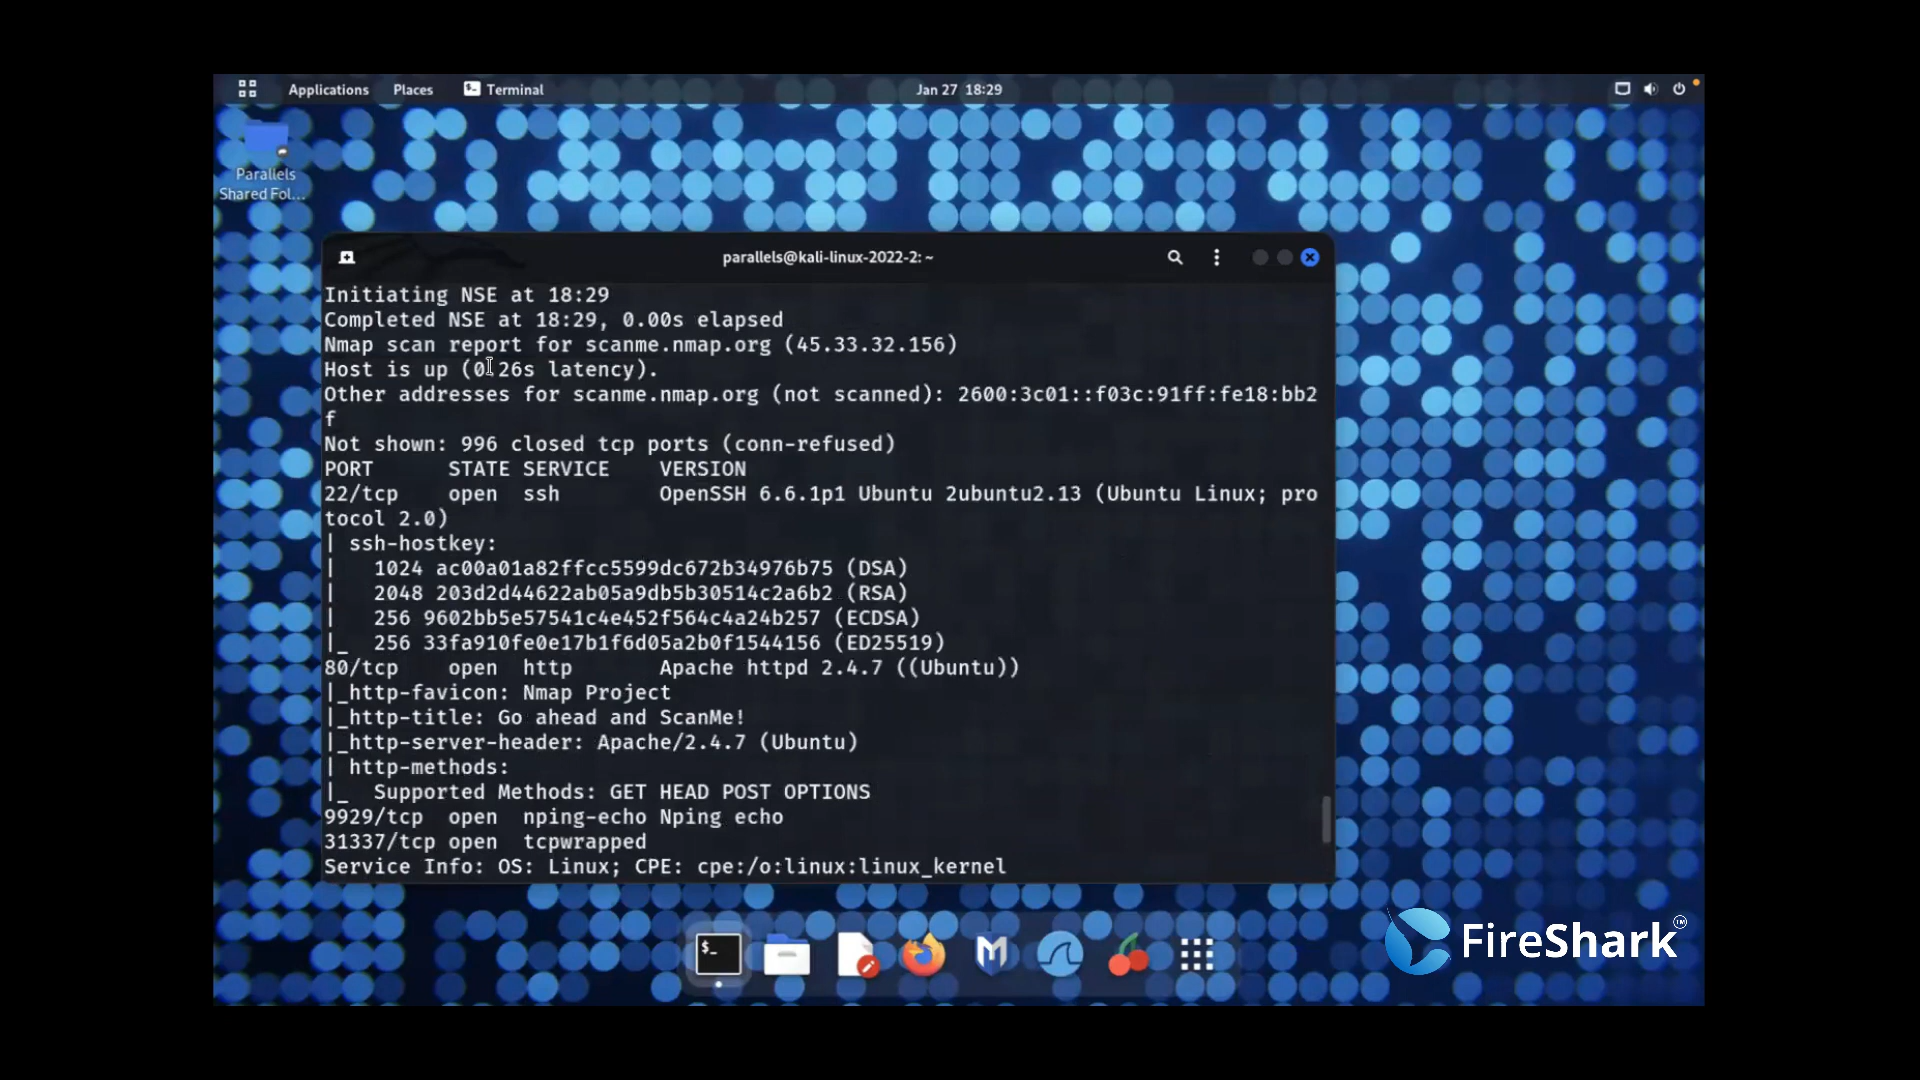 Applications Places Terminal Jan 27 18:29
Parallels
Shared Fol...
parallels@kali-linux-2022-2: ~
Initiating NSE at 18:29
Completed NSE at 18:29, 0.00s elapsed
Nmap scan report for scanme.nmap.org (45.33.32.156)
Host is up (0.26s latency).
Other addresses for scanme.nmap.org (not scanned): 2600:3c01::f03c:91ff:fe18:bb2
f
Not shown: 996 closed tcp ports (conn-refused)
PORT STATE SERVICE VERSION
22/tcp open ssh OpenSSH 6.6.1p1 Ubuntu 2ubuntu2.13 (Ubuntu Linux; pro
tocol 2.0)
| ssh-hostkey:
| 1024 ac00a01a82ffcc5599dc672b34976b75 (DSA)
| 2048 203d2d44622ab05a9db5b30514c2a6b2 (RSA)
| 256 9602bb5e57541c4e452f564c4a24b257 (ECDSA)
|_ 256 33fa910fe0e17b1f6d05a2b0f1544156 (ED25519)
80/tcp open http Apache httpd 2.4.7 ((Ubuntu))
|_http-favicon: Nmap Project
|_http-title: Go ahead and ScanMe!
|_http-server-header: Apache/2.4.7 (Ubuntu)
| http-methods:
|_ Supported Methods: GET HEAD POST OPTIONS
9929/tcp open nping-echo Nping echo
31337/tcp open tcpwrapped
Service Info: OS: Linux; CPE: cpe:/o:linux:linux_kernel
$_
FireShark™